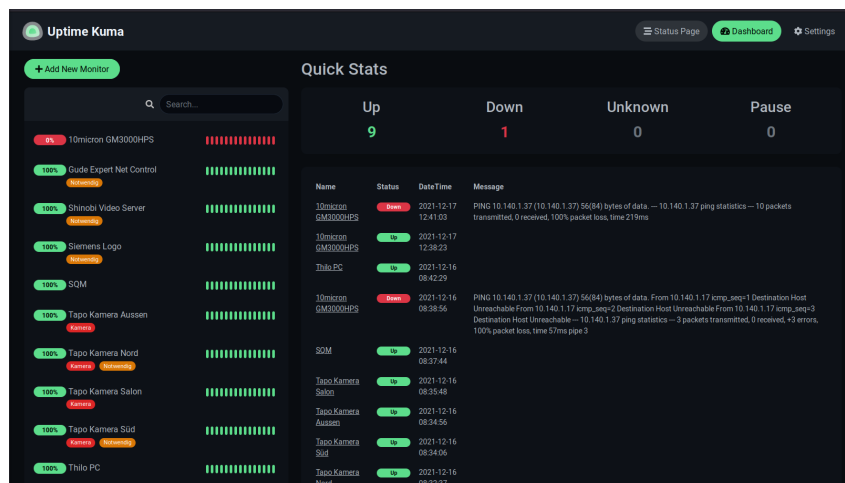 Uptime Kuma
Status Page
Dashboard
Settings
+ Add New Monitor
Search...
0% 10micron GM3000HPS
100% Gude Expert Net Control
Notwendig
100% Shinobi Video Server
Notwendig
100% Siemens Logo
Notwendig
100% SQM
100% Tapo Kamera Aussen
Kamera
100% Tapo Kamera Nord
Kamera Notwendig
100% Tapo Kamera Salon
Kamera
100% Tapo Kamera Süd
Kamera Notwendig
100% Thilo PC
Quick Stats
Up Down Unknown Pause
9 1 0 0
Name Status DateTime Message
10micron Down 2021-12-17 PING 10.140.1.37 (10.140.1.37) 56(84) bytes of data. --- 10.140.1.37 ping statistics --- 10 packets
GM3000HPS 12:41:03 transmitted, 0 received, 100% packet loss, time 219ms
10micron Up 2021-12-17
GM3000HPS 12:38:23
Thilo PC Up 2021-12-16
08:42:29
10micron Down 2021-12-16 PING 10.140.1.37 (10.140.1.37) 56(84) bytes of data. From 10.140.1.17 icmp_seq=1 Destination Host
GM3000HPS 08:38:56 Unreachable From 10.140.1.17 icmp_seq=2 Destination Host Unreachable From 10.140.1.17 icmp_seq=3
Destination Host Unreachable --- 10.140.1.37 ping statistics --- 3 packets transmitted, 0 received, +3 errors,
100% packet loss, time 57ms pipe 3
SQM Up 2021-12-16
08:37:44
Tapo Kamera Up 2021-12-16
Salon 08:35:48
Tapo Kamera Up 2021-12-16
Aussen 08:34:56
Tapo Kamera Up 2021-12-16
Süd 08:34:06
Tapo Kamera Up 2021-12-16